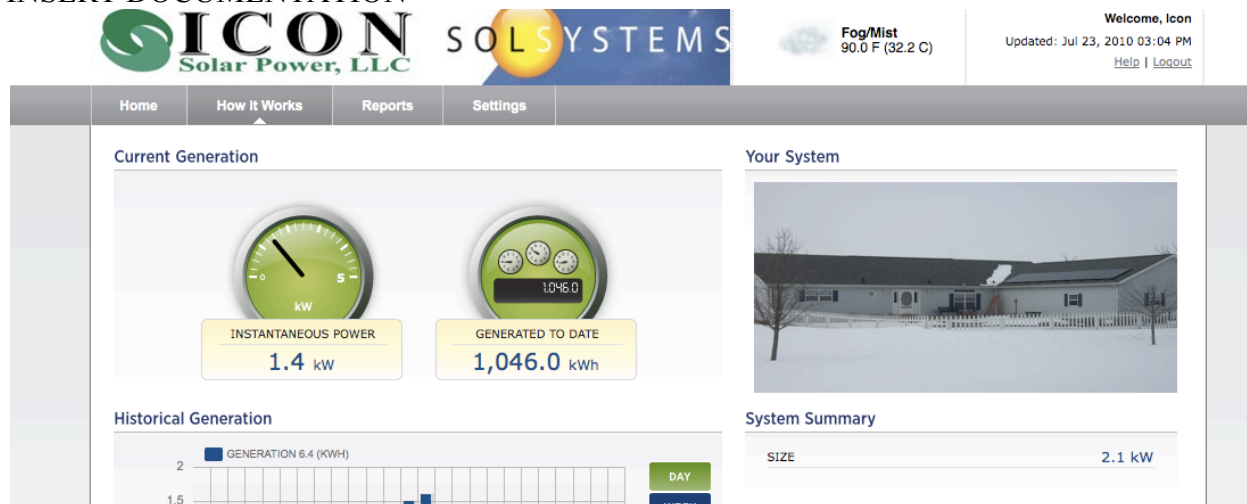 INSERT DOCUMENTATION
ICON
Solar Power, LLC
SOLSYSTEMS
Fog/Mist
90.0 F (32.2 C)
Welcome, Icon
Updated: Jul 23, 2010 03:04 PM
Help | Logout
Home
How it Works
Reports
Settings
Current Generation
0
5
kW
INSTANTANEOUS POWER
1.4 kW
1,046.0
GENERATED TO DATE
1,046.0 kWh
Your System
Historical Generation
GENERATION 6.4 (KWH)
2
1.5
DAY
WEEK
System Summary
SIZE
2.1 kW